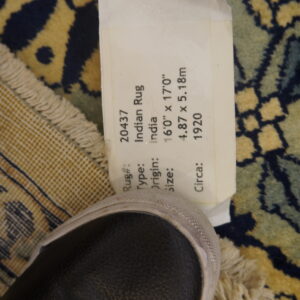 Rug#: 20437
Type: Indian Rug
Origin: India
Size: 16'0" x 17'0"
4.87 x 5.18m
Circa: 1920